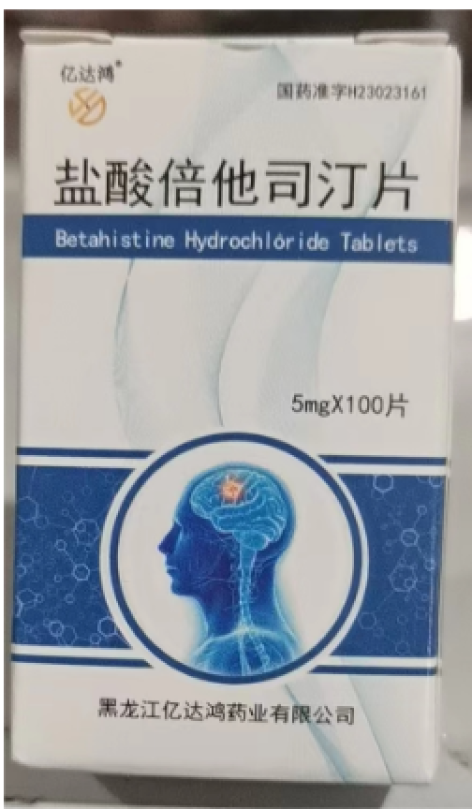 亿达鸿®
国药准字H23023161
盐酸倍他司汀片
Betahistine Hydrochloride Tablets
5mgX100片
黑龙江亿达鸿药业有限公司